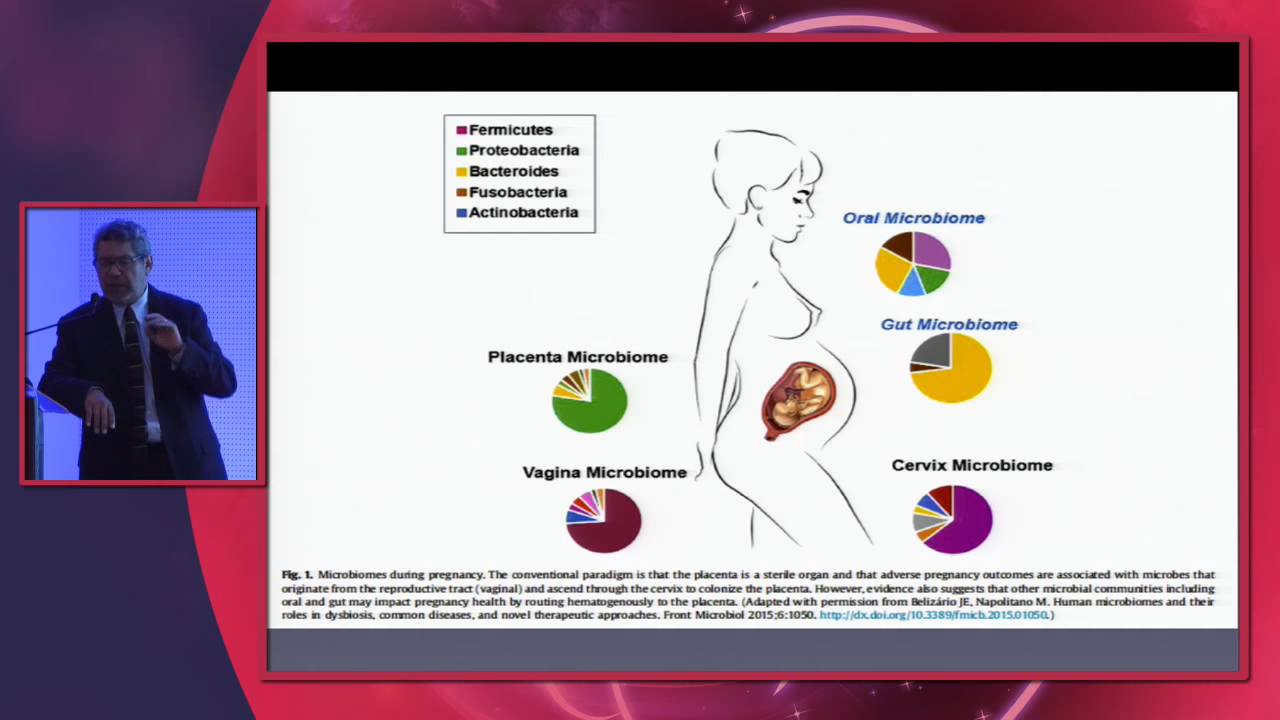 Fermicutes
Proteobacteria
Bacteroides
Fusobacteria
Actinobacteria
Oral Microbiome
Gut Microbiome
Placenta Microbiome
Vagina Microbiome
Cervix Microbiome
Fig. 1. Microbiomes during pregnancy. The conventional paradigm is that the placenta is a sterile organ and that adverse pregnancy outcomes are associated with microbes that
originate from the reproductive tract (vaginal) and ascend through the cervix to colonize the placenta. However, evidence also suggests that other microbial communities including
oral and gut may impact pregnancy health by routing hematogenously to the placenta. (Adapted with permission from Belizário JE, Napolitano M. Human microbiomes and their
roles in dysbiosis, common diseases, and novel therapeutic approaches. Front Microbiol 2015;6:1050. http://dx.doi.org/10.3389/fmicb.2015.01050.)